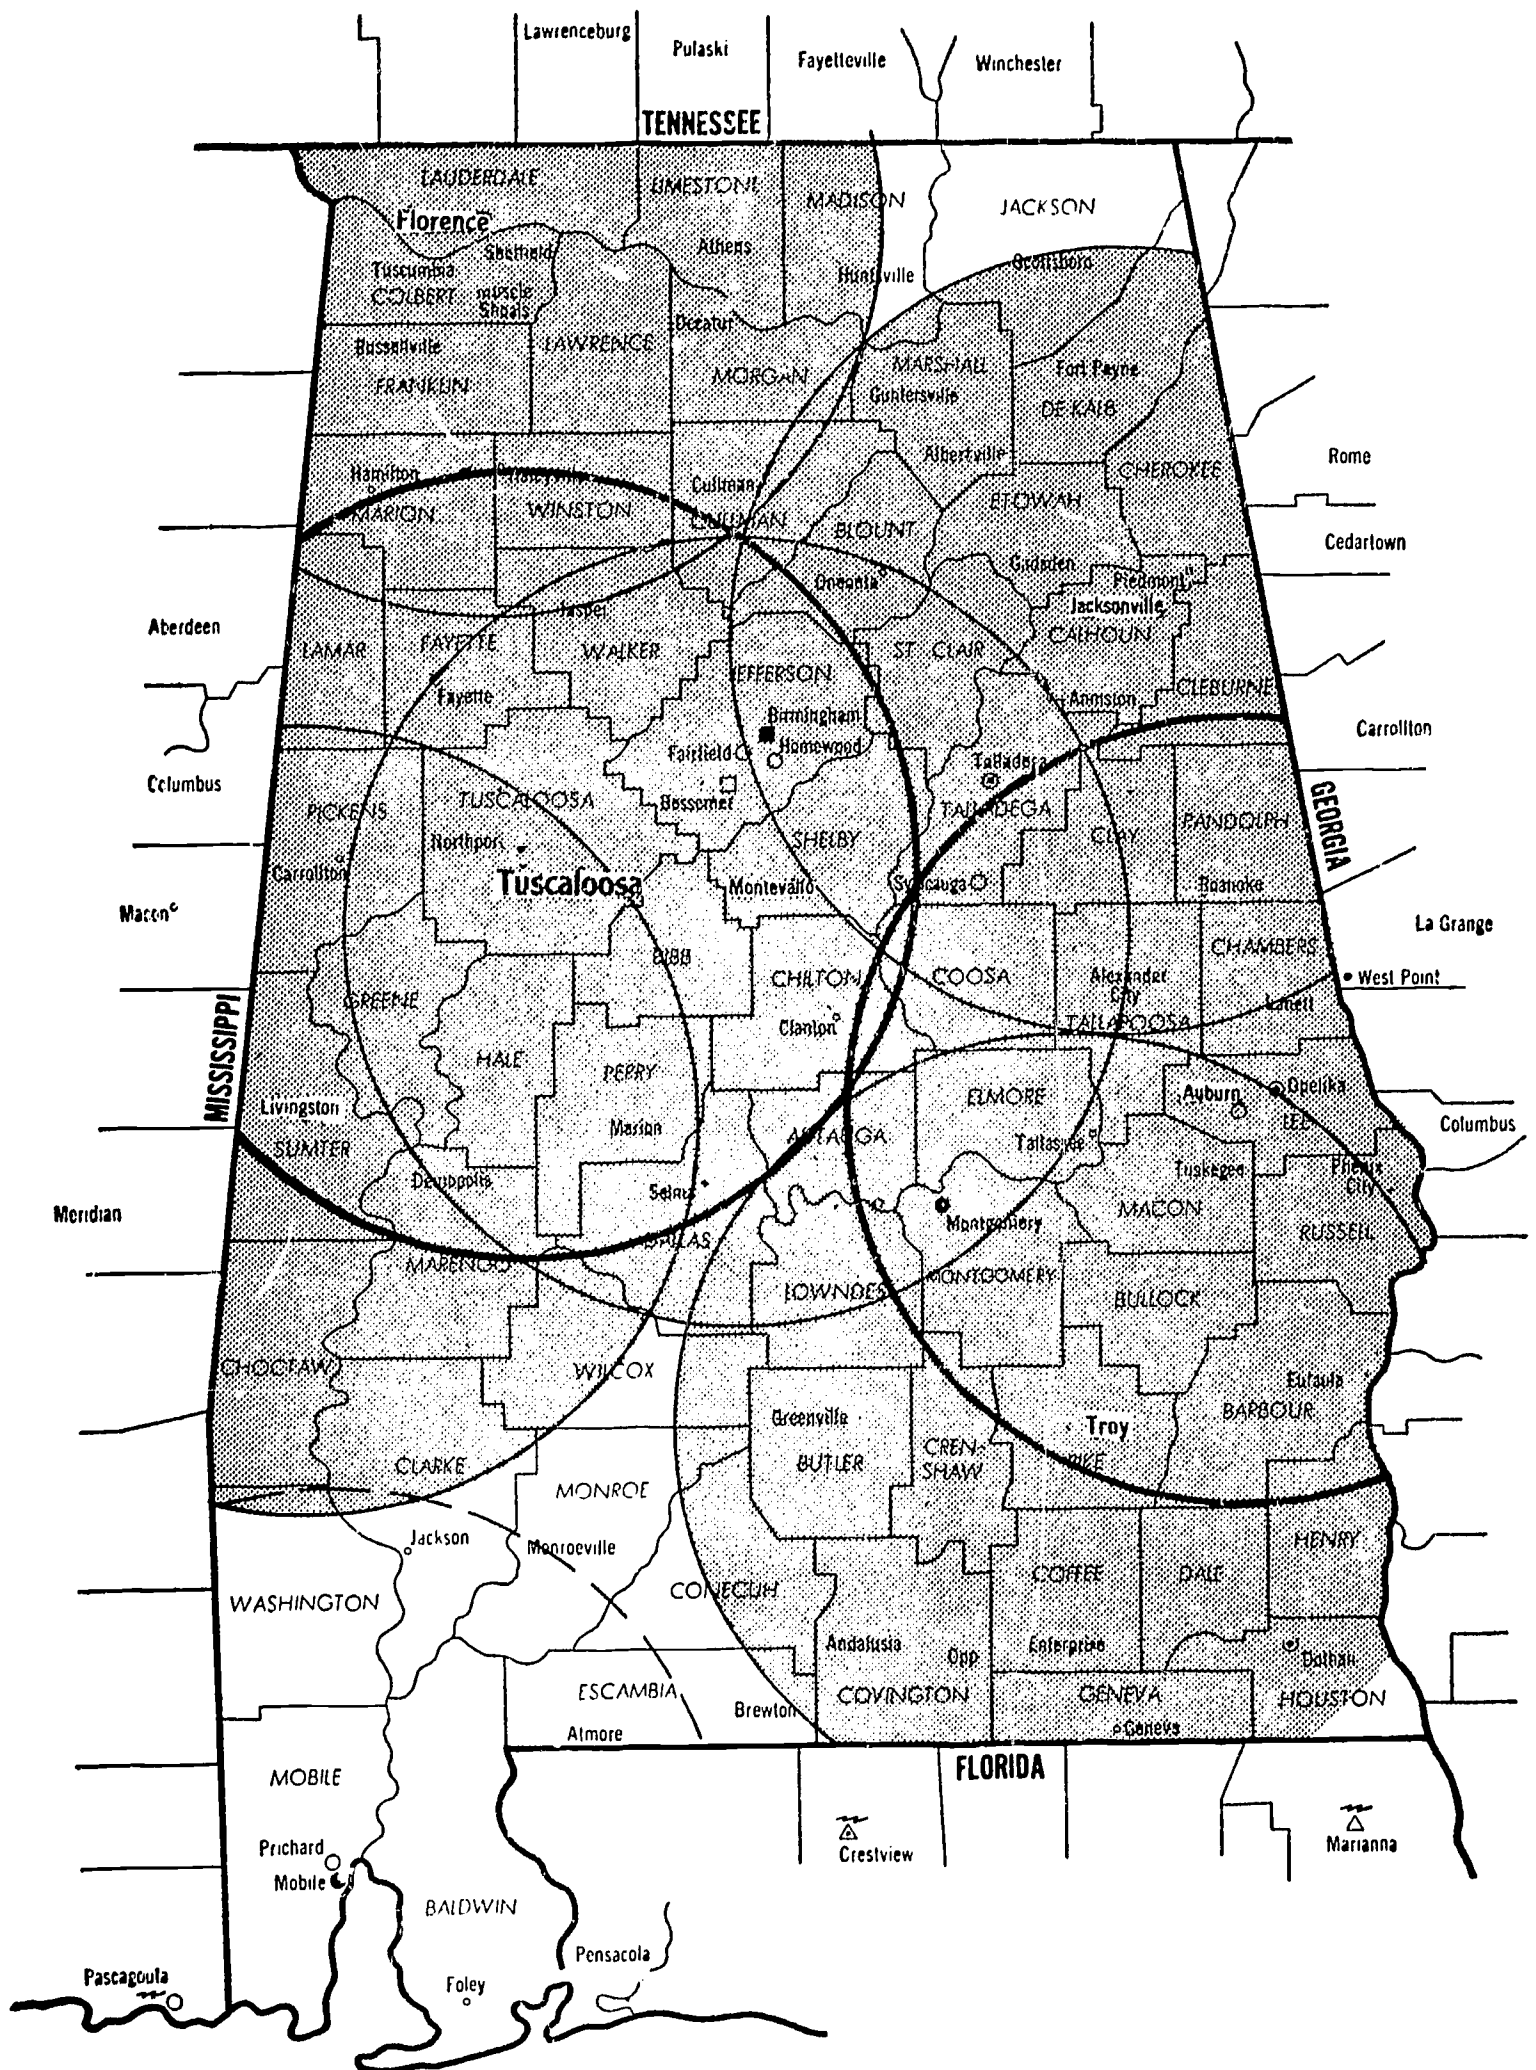 Lawrenceburg
Pulaski
Fayetteville
Winchester
TENNESSEE
LAUDERDALE
LIMESTONE
MADISON
JACKSON
Florence
Sheffield
Athens
Tuscumbia
COLBERT
Muscle
Shoals
Huntsville
Scottsboro
Decatur
Russellville
LAWRENCE
FRANKLIN
MORGAN
MARSHALL
Guntersville
Fort Payne
DE KALB
Albertville
Rome
Hamilton
Cullman
CHEROKEE
MARION
WINSTON
CULLMAN
BLOUNT
ETOWAH
Cedartown
Gadsden
Oneonta
Piedmont
Jasper
Jacksonville
Aberdeen
LAMAR
FAYETTE
WALKER
ST CLAIR
CALHOUN
JEFFERSON
CLEBURNE
Fayette
Anniston
Birmingham
Homewood
Fairfield
Carrollton
Columbus
Talladega
Bessemer
PICKENS
TUSCALOOSA
TALLADEGA
GEORGIA
Northport
SHELBY
CLAY
RANDOLPH
Carrollton
Tuscaloosa
Montevallo
Sylacauga
Roanoke
Macon
La Grange
BIBB
CHAMBERS
CHILTON
COOSA
Alexander
City
West Point
GREENE
Lanett
Clanton
TALLAPOOSA
MISSISSIPPI
HALE
PERRY
ELMORE
Auburn
Opelika
Livingston
Marion
LEE
Columbus
SUMTER
AUTAUGA
Tallassee
Tuskegee
Phenix
City
Demopolis
Selma
Meridian
Montgomery
MACON
RUSSELL
DALLAS
MARENGO
LOWNDES
MONTGOMERY
BULLOCK
CHOCTAW
WILCOX
Eufaula
BARBOUR
Greenville
Troy
CLARKE
BUTLER
CREN-
SHAW
PIKE
MONROE
Jackson
Monroeville
HENRY
WASHINGTON
CONECUH
COFFEE
DALE
Andalusia
Opp
Enterprise
Dothan
ESCAMBIA
Brewton
COVINGTON
GENEVA
HOUSTON
Atmore
Geneva
FLORIDA
MOBILE
Crestview
Marianna
Prichard
Mobile
BALDWIN
Pensacola
Pascagoula
Foley